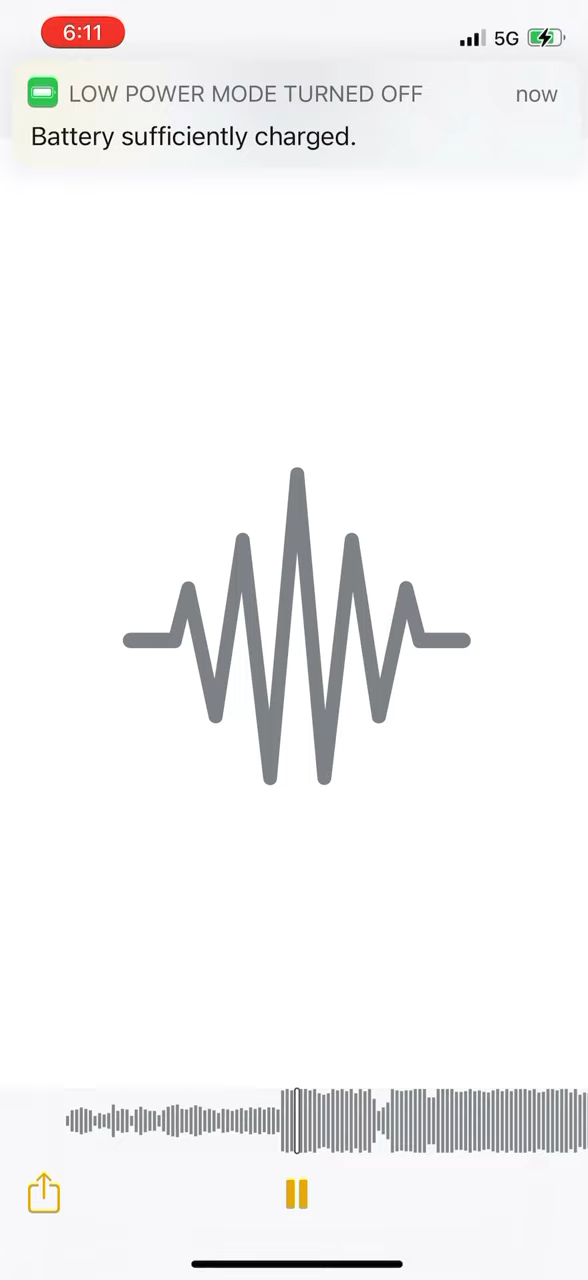 6:11
5G
LOW POWER MODE TURNED OFF now
Battery sufficiently charged.